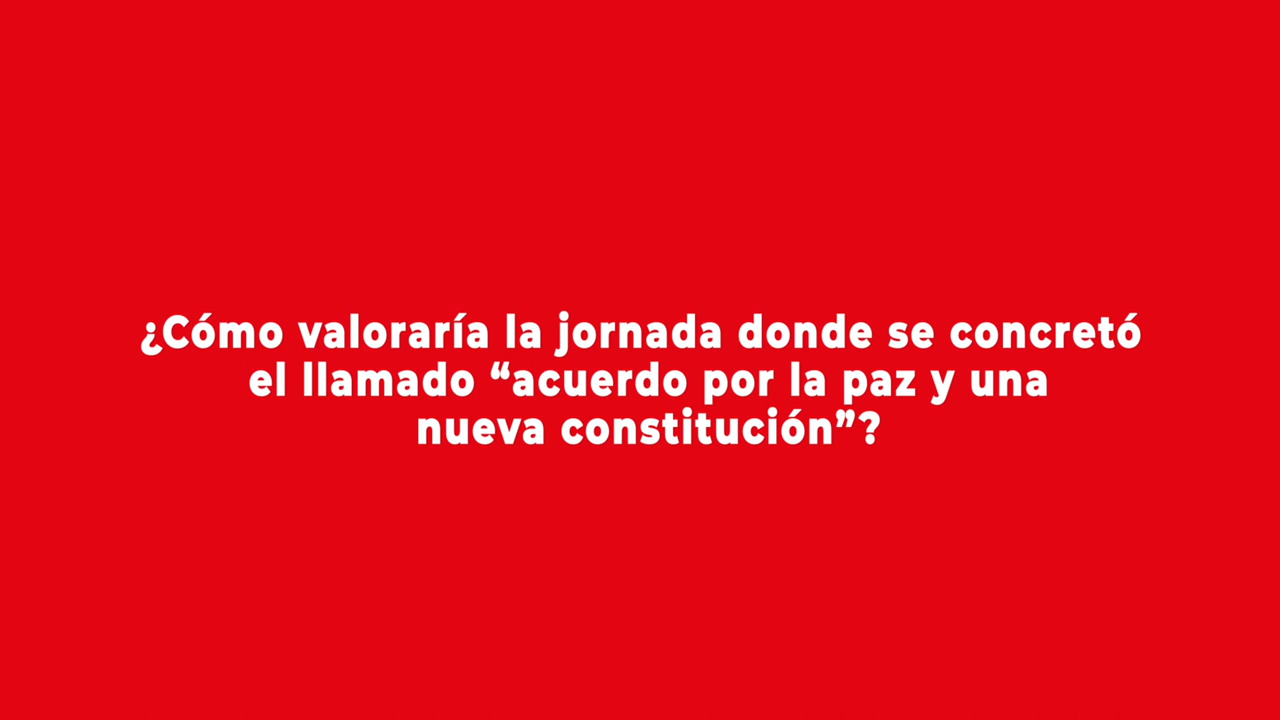 ¿Cómo valoraría la jornada donde se concretó
el llamado “acuerdo por la paz y una
nueva constitución”?